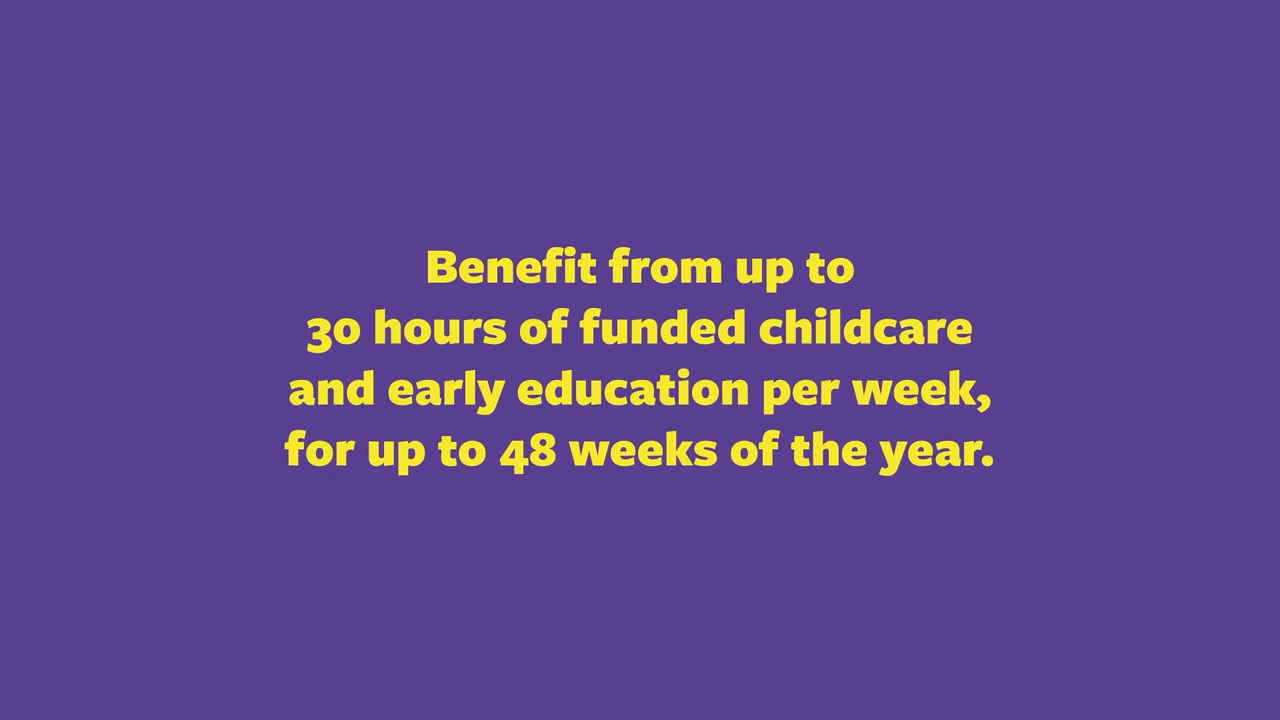 Benefit from up to
30 hours of funded childcare
and early education per week,
for up to 48 weeks of the year.